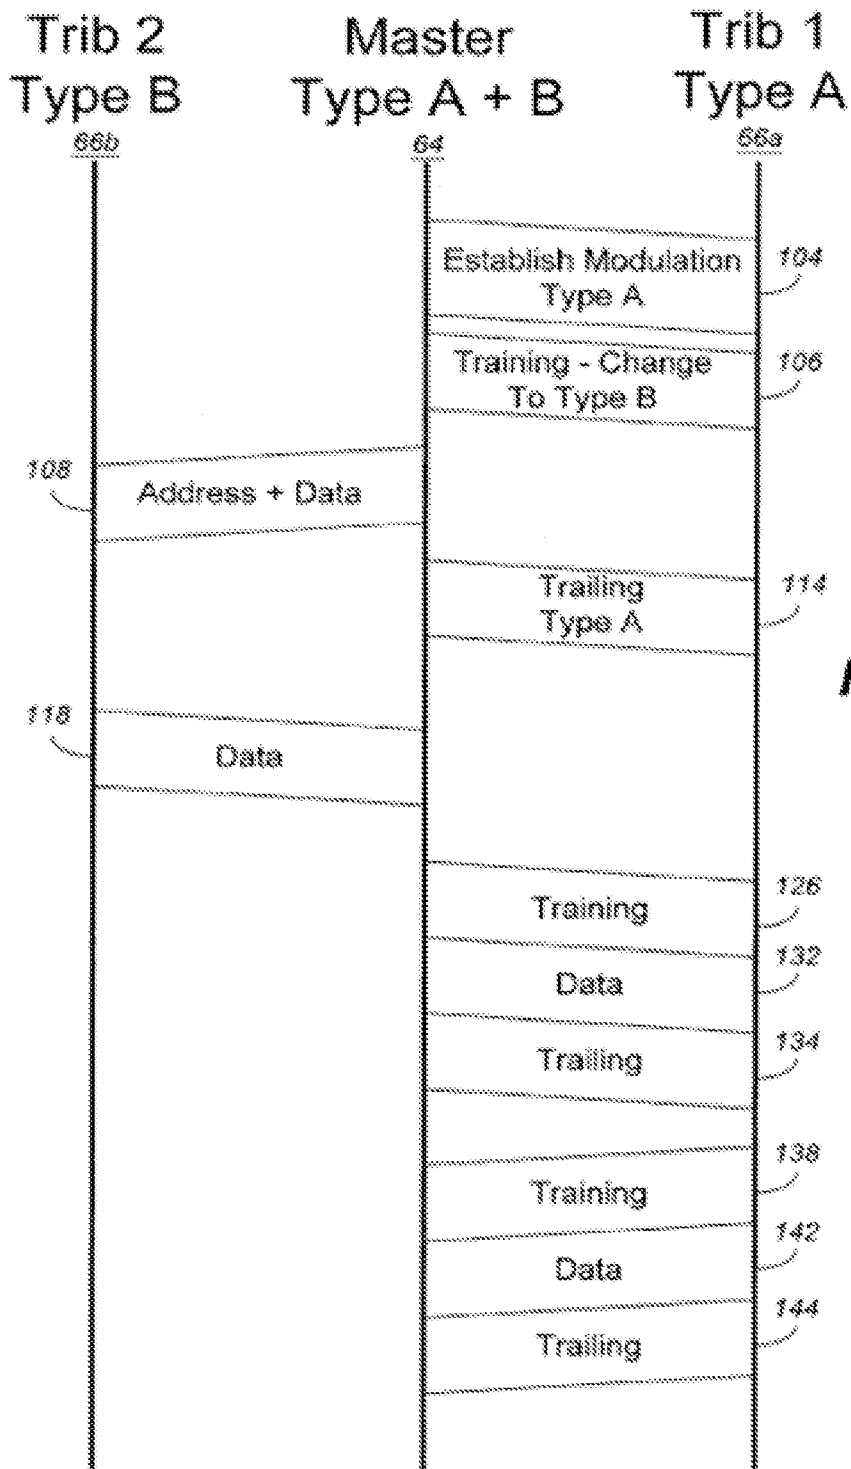 Trib 2
Type B
66b
Master
Type A + B
64
Trib 1
Type A
66a
Establish Modulation
Type A
104
Training - Change
To Type B
106
108
Address + Data
Trailing
Type A
114
118
Data
Training
126
Data
132
Trailing
134
Training
138
Data
142
Trailing
144